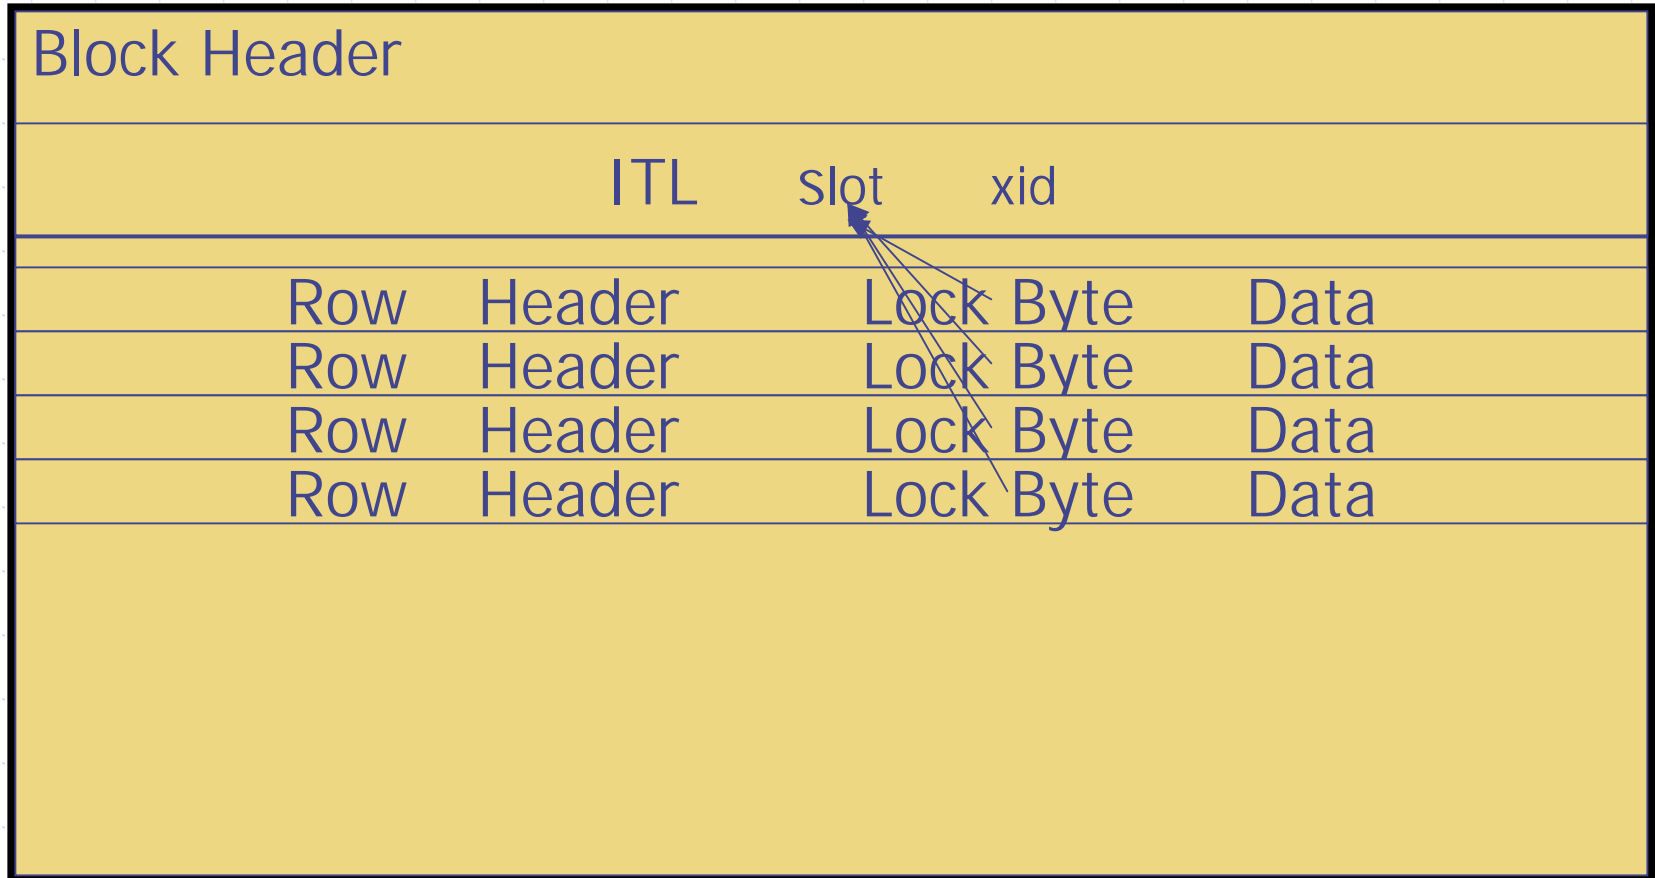 Block Header
ITL slot xid
Row Header Lock Byte Data
Row Header Lock Byte Data
Row Header Lock Byte Data
Row Header Lock Byte Data